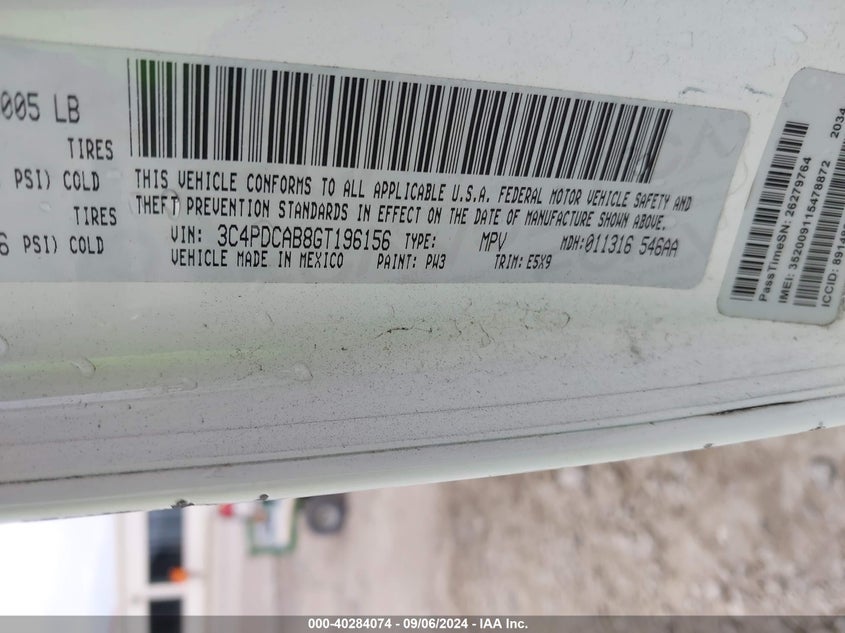 005 LB
TIRES
PSI) COLD
TIRES
PSI) COLD
THIS VEHICLE CONFORMS TO ALL APPLICABLE U.S.A. FEDERAL MOTOR VEHICLE SAFETY AND
THEFT PREVENTION STANDARDS IN EFFECT ON THE DATE OF MANUFACTURE SHOWN ABOVE.
VIN: 3C4PDCAB8GT196156 TYPE: MPV MDH:011316 546AA
VEHICLE MADE IN MEXICO PAINT: PW3 TRIM: E5X9
PassTimeSN: 26279764 2034
IMEI: 352009115478872
ICCID: 8914
000-40284074 - 09/06/2024 - IAA Inc.